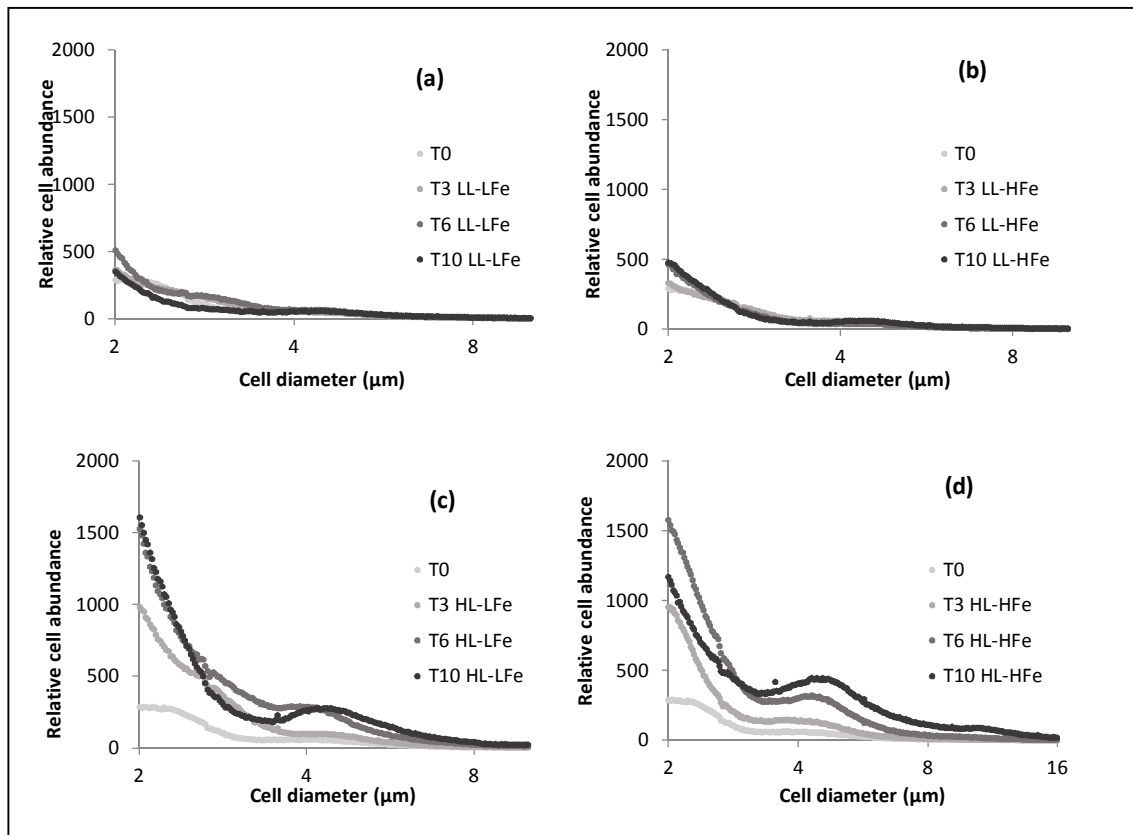 (a)
2000
1500
1000
500
0
Relative cell abundance
T0
T3 LL-LFe
T6 LL-LFe
T10 LL-LFe
2 4 8
Cell diameter (µm)
(b)
2000
1500
1000
500
0
Relative cell abundance
T0
T3 LL-HFe
T6 LL-HFe
T10 LL-HFe
2 4 8
Cell diameter (µm)
(c)
2000
1500
1000
500
0
Relative cell abundance
T0
T3 HL-LFe
T6 HL-LFe
T10 HL-LFe
2 4 8
Cell diameter (µm)
(d)
2000
1500
1000
500
0
Relative cell abundance
T0
T3 HL-HFe
T6 HL-HFe
T10 HL-HFe
2 4 8 16
Cell diameter (µm)